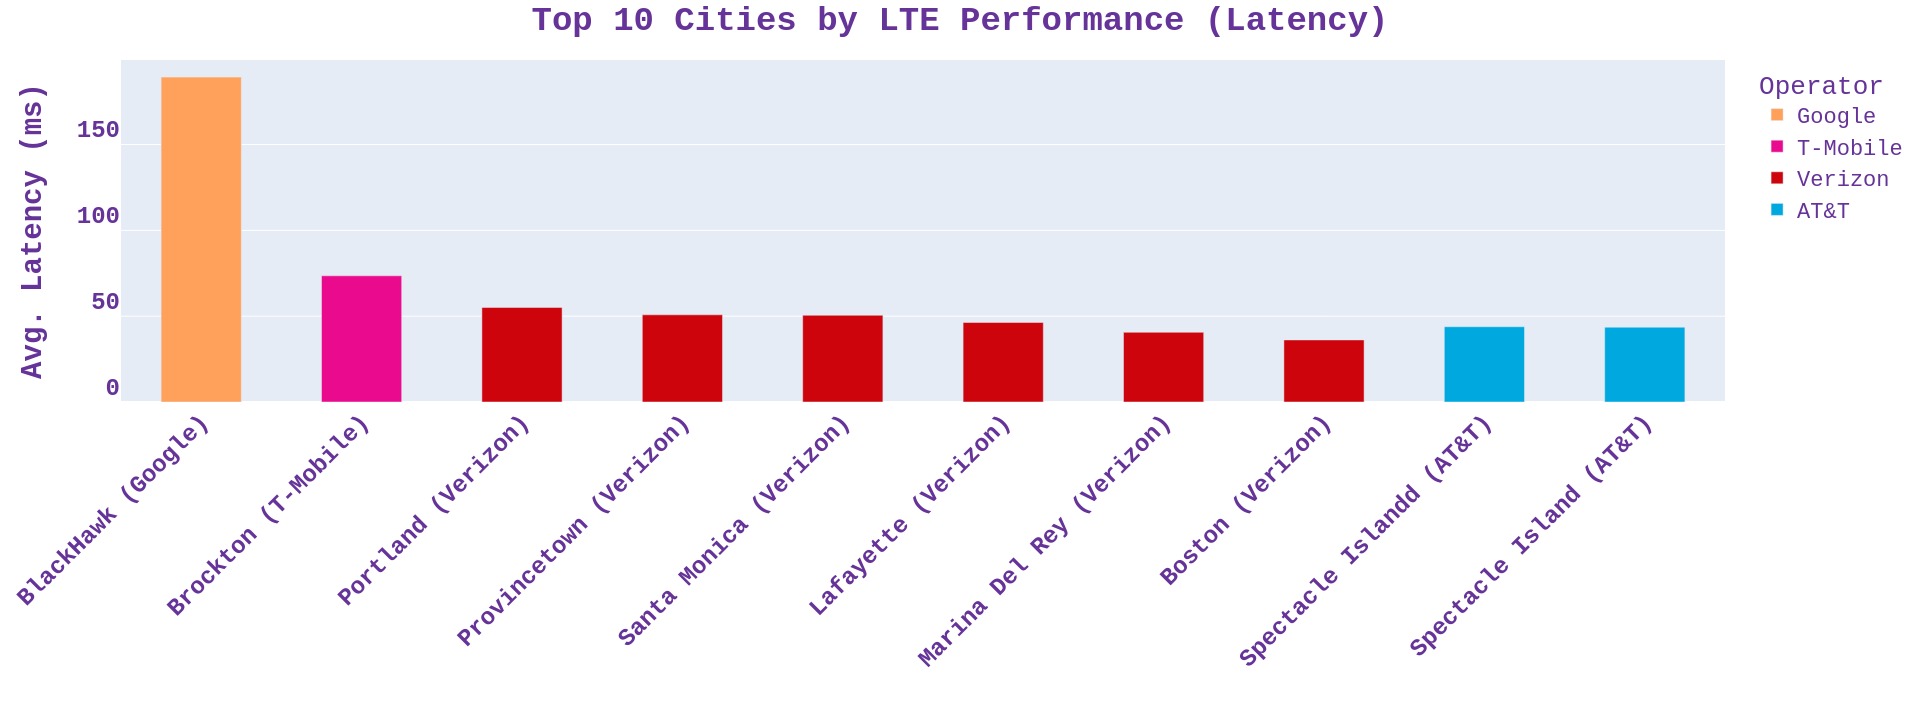 Top 10 Cities by LTE Performance (Latency)
Avg. Latency (ms)
150
100
50
0
BlackHawk (Google)
Brockton (T-Mobile)
Portland (Verizon)
Provincetown (Verizon)
Santa Monica (Verizon)
Lafayette (Verizon)
Marina Del Rey (Verizon)
Boston (Verizon)
Spectacle Islandd (AT&T)
Spectacle Island (AT&T)
Operator
Google
T-Mobile
Verizon
AT&T